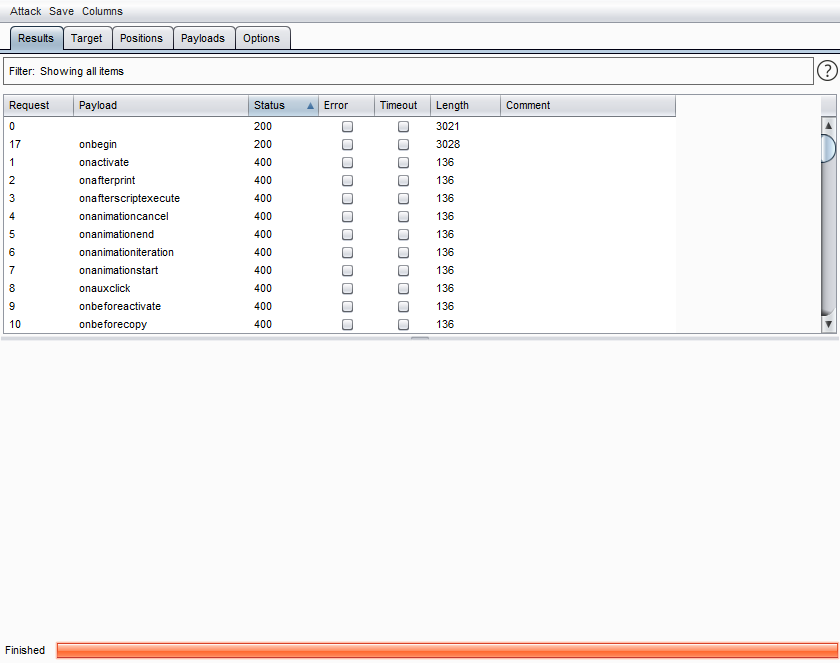 Attack Save Columns
Results Target Positions Payloads Options
Filter: Showing all items ?
Request Payload Status Error Timeout Length Comment
0 200 3021
17 onbegin 200 3028
1 onactivate 400 136
2 onafterprint 400 136
3 onafterscriptexecute 400 136
4 onanimationcancel 400 136
5 onanimationend 400 136
6 onanimationiteration 400 136
7 onanimationstart 400 136
8 onauxclick 400 136
9 onbeforeactivate 400 136
10 onbeforecopy 400 136
Finished